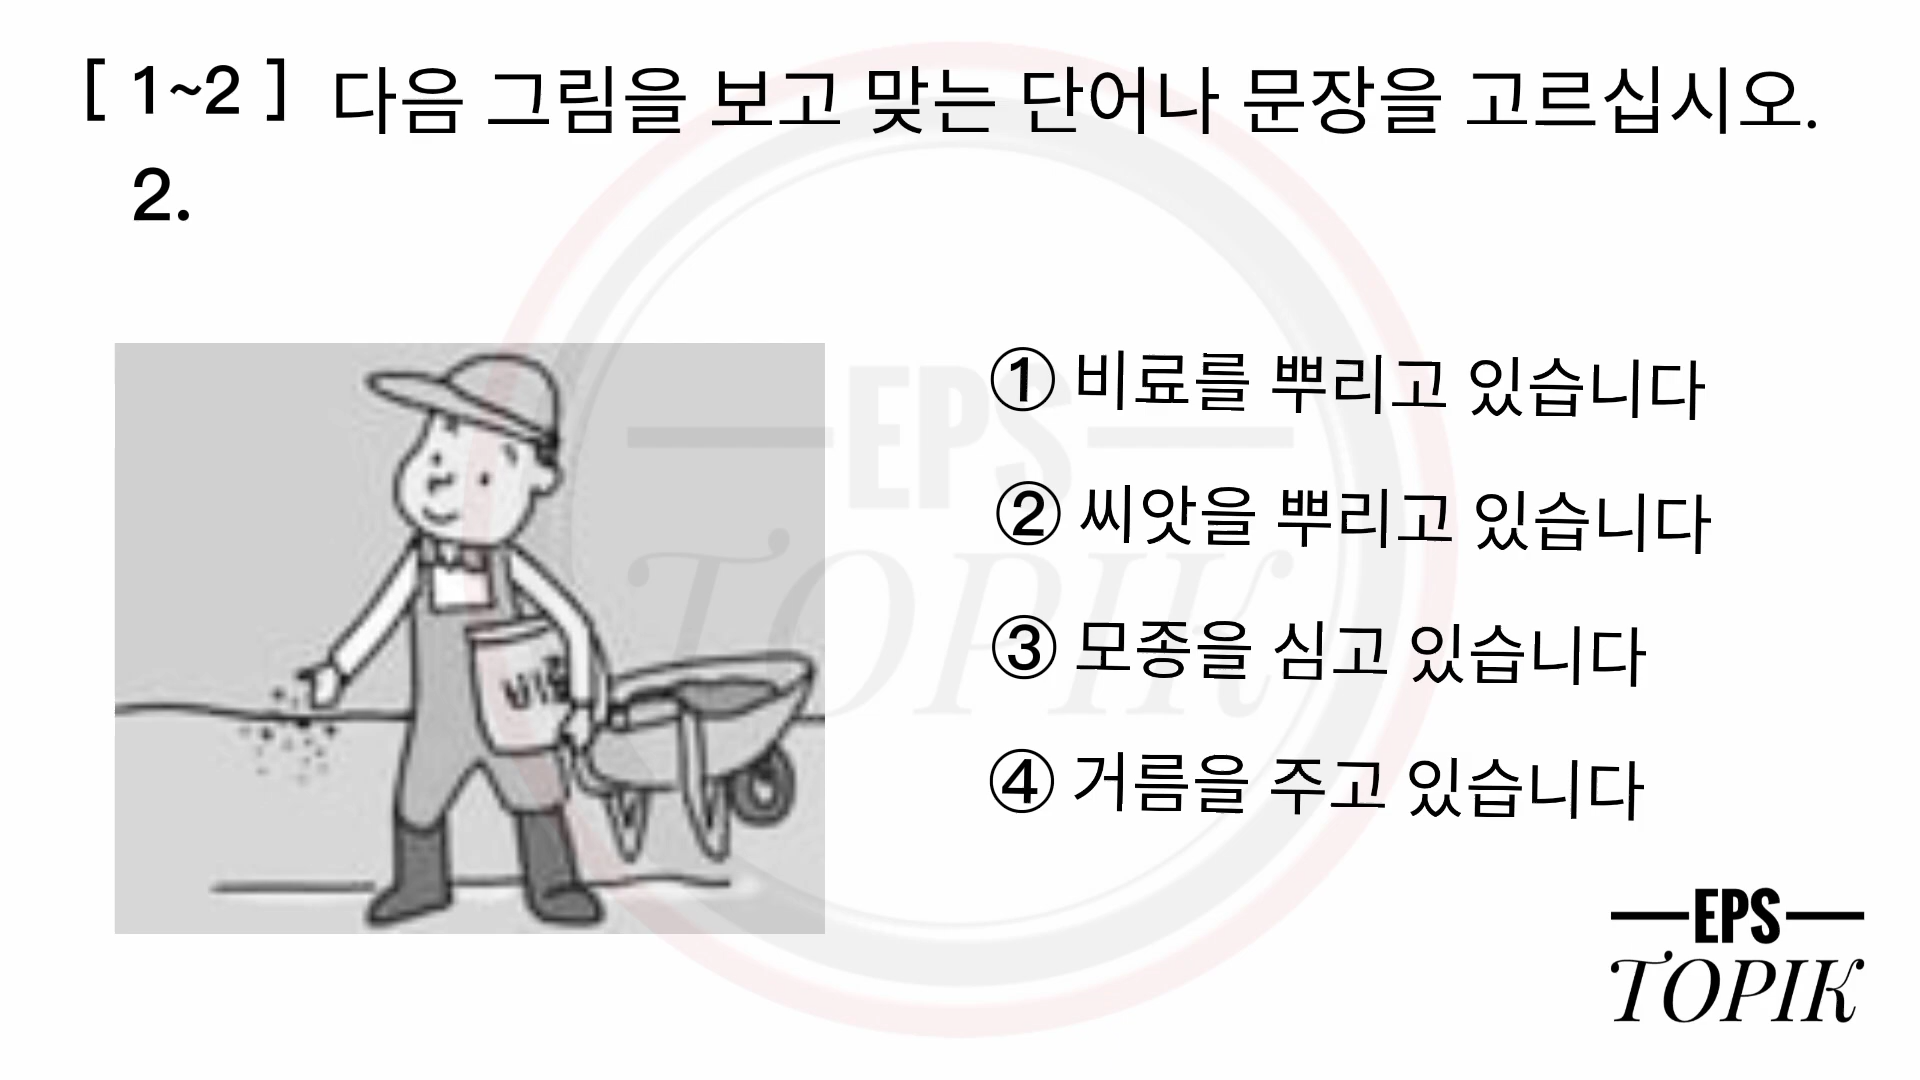 [ 1~2 ] 다음 그림을 보고 맞는 단어나 문장을 고르십시오.
2.
① 비료를 뿌리고 있습니다
② 씨앗을 뿌리고 있습니다
③ 모종을 심고 있습니다
④ 거름을 주고 있습니다
EPS
TOPIK
EPS
TOPIK